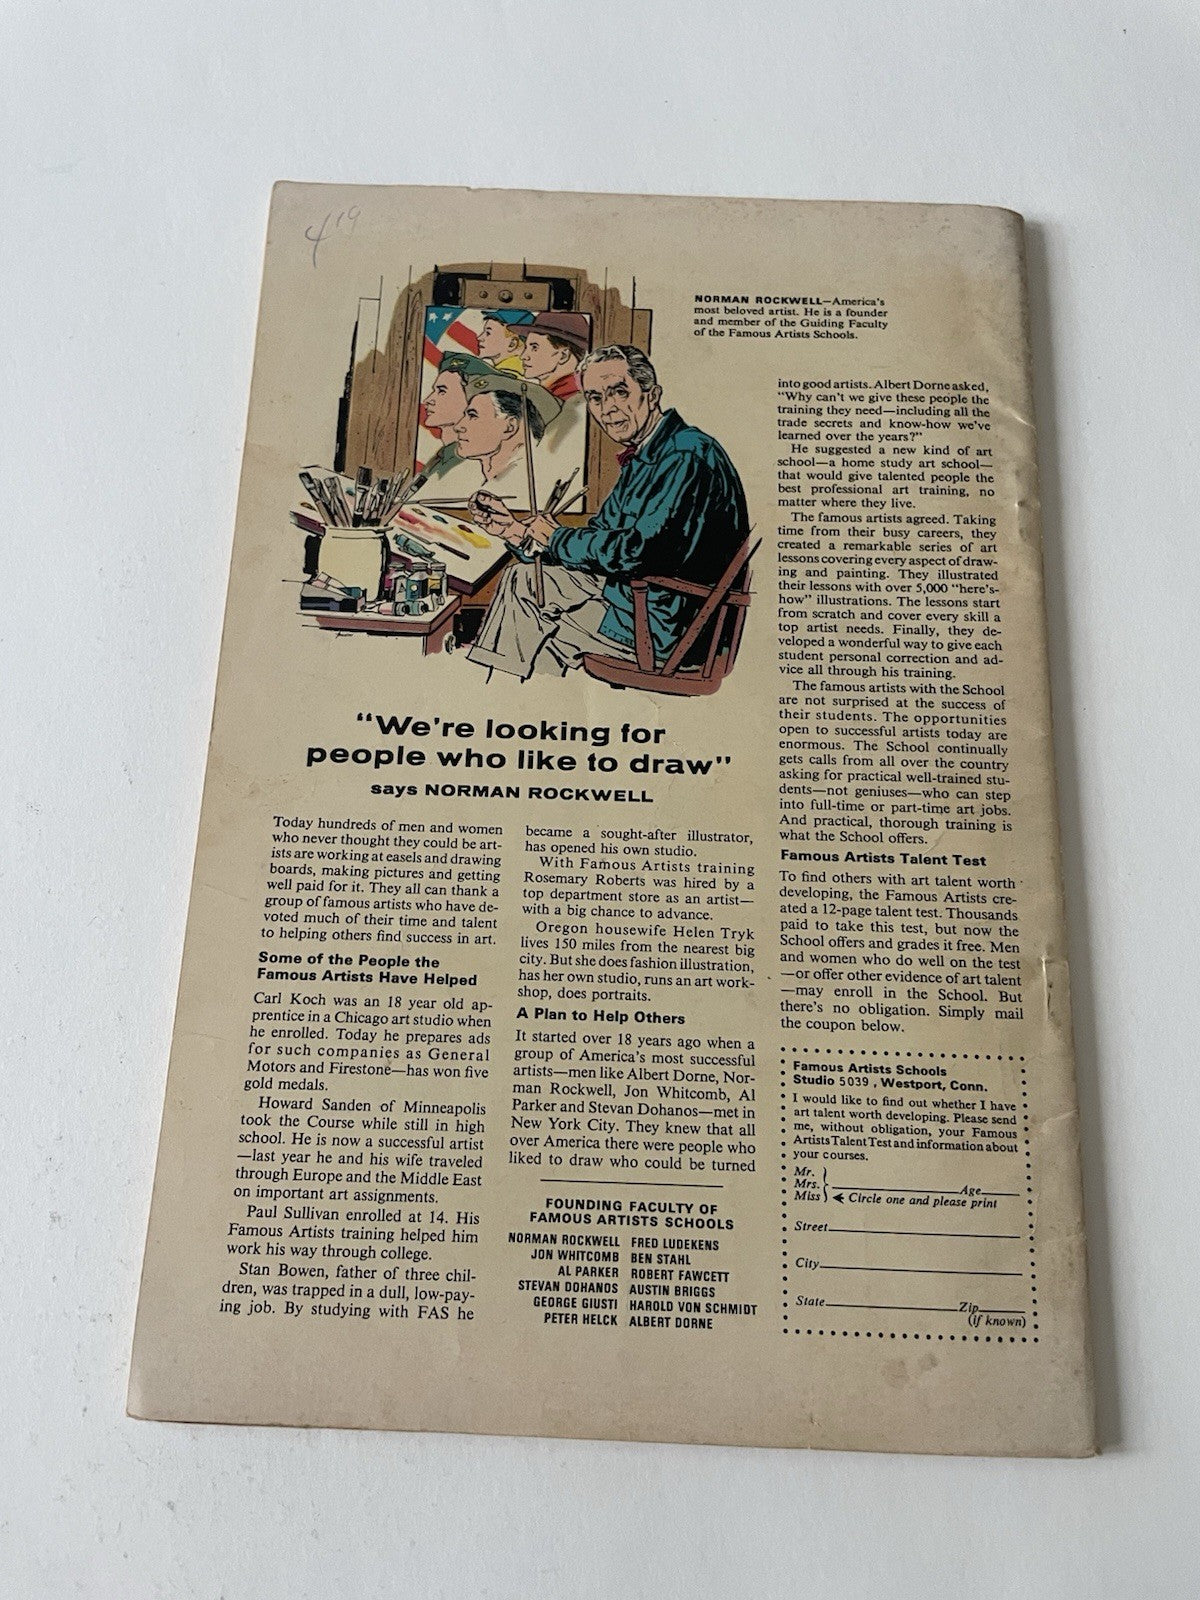 4 19
NORMAN ROCKWELL—America's
most beloved artist. He is a founder
and member of the Guiding Faculty
of the Famous Artists Schools.
"We're looking for
people who like to draw"
says NORMAN ROCKWELL
Today hundreds of men and women
who never thought they could be art-
ists are working at easels and drawing
boards, making pictures and getting
well paid for it. They all can thank a
group of famous artists who have de-
voted much of their time and talent
to helping others find success in art.
Some of the People the
Famous Artists Have Helped
Carl Koch was an 18 year old ap-
prentice in a Chicago art studio when
he enrolled. Today he prepares ads
for such companies as General
Motors and Firestone—has won five
gold medals.
Howard Sanden of Minneapolis
took the Course while still in high
school. He is now a successful artist
—last year he and his wife traveled
through Europe and the Middle East
on important art assignments.
Paul Sullivan enrolled at 14. His
Famous Artists training helped him
work his way through college.
Stan Bowen, father of three chil-
dren, was trapped in a dull, low-pay-
ing job. By studying with FAS he
became a sought-after illustrator,
has opened his own studio.
With Famous Artists training
Rosemary Roberts was hired by a
top department store as an artist—
with a big chance to advance.
Oregon housewife Helen Tryk
lives 150 miles from the nearest big
city. But she does fashion illustration,
has her own studio, runs an art work-
shop, does portraits.
A Plan to Help Others
It started over 18 years ago when a
group of America's most successful
artists—men like Albert Dorne, Nor-
man Rockwell, Jon Whitcomb, Al
Parker and Stevan Dohanos—met in
New York City. They knew that all
over America there were people who
liked to draw who could be turned
FOUNDING FACULTY OF
FAMOUS ARTISTS SCHOOLS
NORMAN ROCKWELL FRED LUDEKENS
JON WHITCOMB BEN STAHL
AL PARKER ROBERT FAWCETT
STEVAN DOHANOS AUSTIN BRIGGS
GEORGE GIUSTI HAROLD VON SCHMIDT
PETER HELCK ALBERT DORNE
into good artists. Albert Dorne asked,
"Why can't we give these people the
training they need—including all the
trade secrets and know-how we've
learned over the years?"
He suggested a new kind of art
school—a home study art school—
that would give talented people the
best professional art training, no
matter where they live.
The famous artists agreed. Taking
time from their busy careers, they
created a remarkable series of art
lessons covering every aspect of draw-
ing and painting. They illustrated
their lessons with over 5,000 "here's-
how" illustrations. The lessons start
from scratch and cover every skill a
top artist needs. Finally, they de-
veloped a wonderful way to give each
student personal correction and ad-
vice all through his training.
The famous artists with the School
are not surprised at the success of
their students. The opportunities
open to successful artists today are
enormous. The School continually
gets calls from all over the country
asking for practical well-trained stu-
dents—not geniuses—who can step
into full-time or part-time art jobs.
And practical, thorough training is
what the School offers.
Famous Artists Talent Test
To find others with art talent worth
developing, the Famous Artists cre-
ated a 12-page talent test. Thousands
paid to take this test, but now the
School offers and grades it free. Men
and women who do well on the test
—or offer other evidence of art talent
—may enroll in the School. But
there's no obligation. Simply mail
the coupon below.
Famous Artists Schools
Studio 5039, Westport, Conn.
I would like to find out whether I have
art talent worth developing. Please send
me, without obligation, your Famous
Artists Talent Test and information about
your courses.
Mr.
Mrs. Age
Miss Circle one and please print
Street
City
State Zip
(if known)